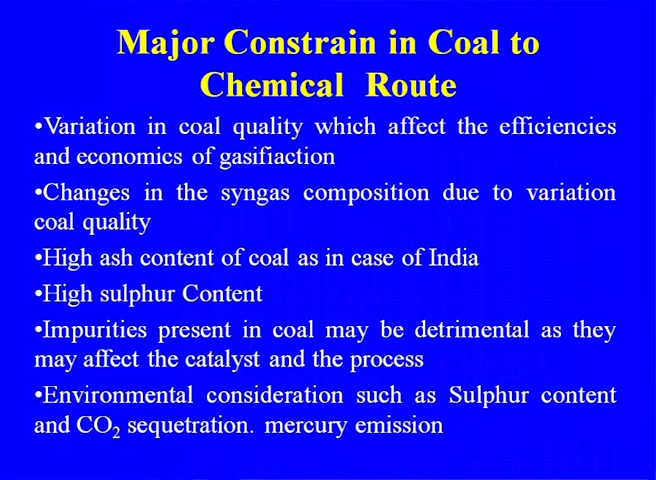 Major Constrain in Coal to
Chemical Route
•Variation in coal quality which affect the efficiencies
and economics of gasifiaction
•Changes in the syngas composition due to variation
coal quality
•High ash content of coal as in case of India
•High sulphur Content
•Impurities present in coal may be detrimental as they
may affect the catalyst and the process
•Environmental consideration such as Sulphur content
and CO₂ sequetration. mercury emission